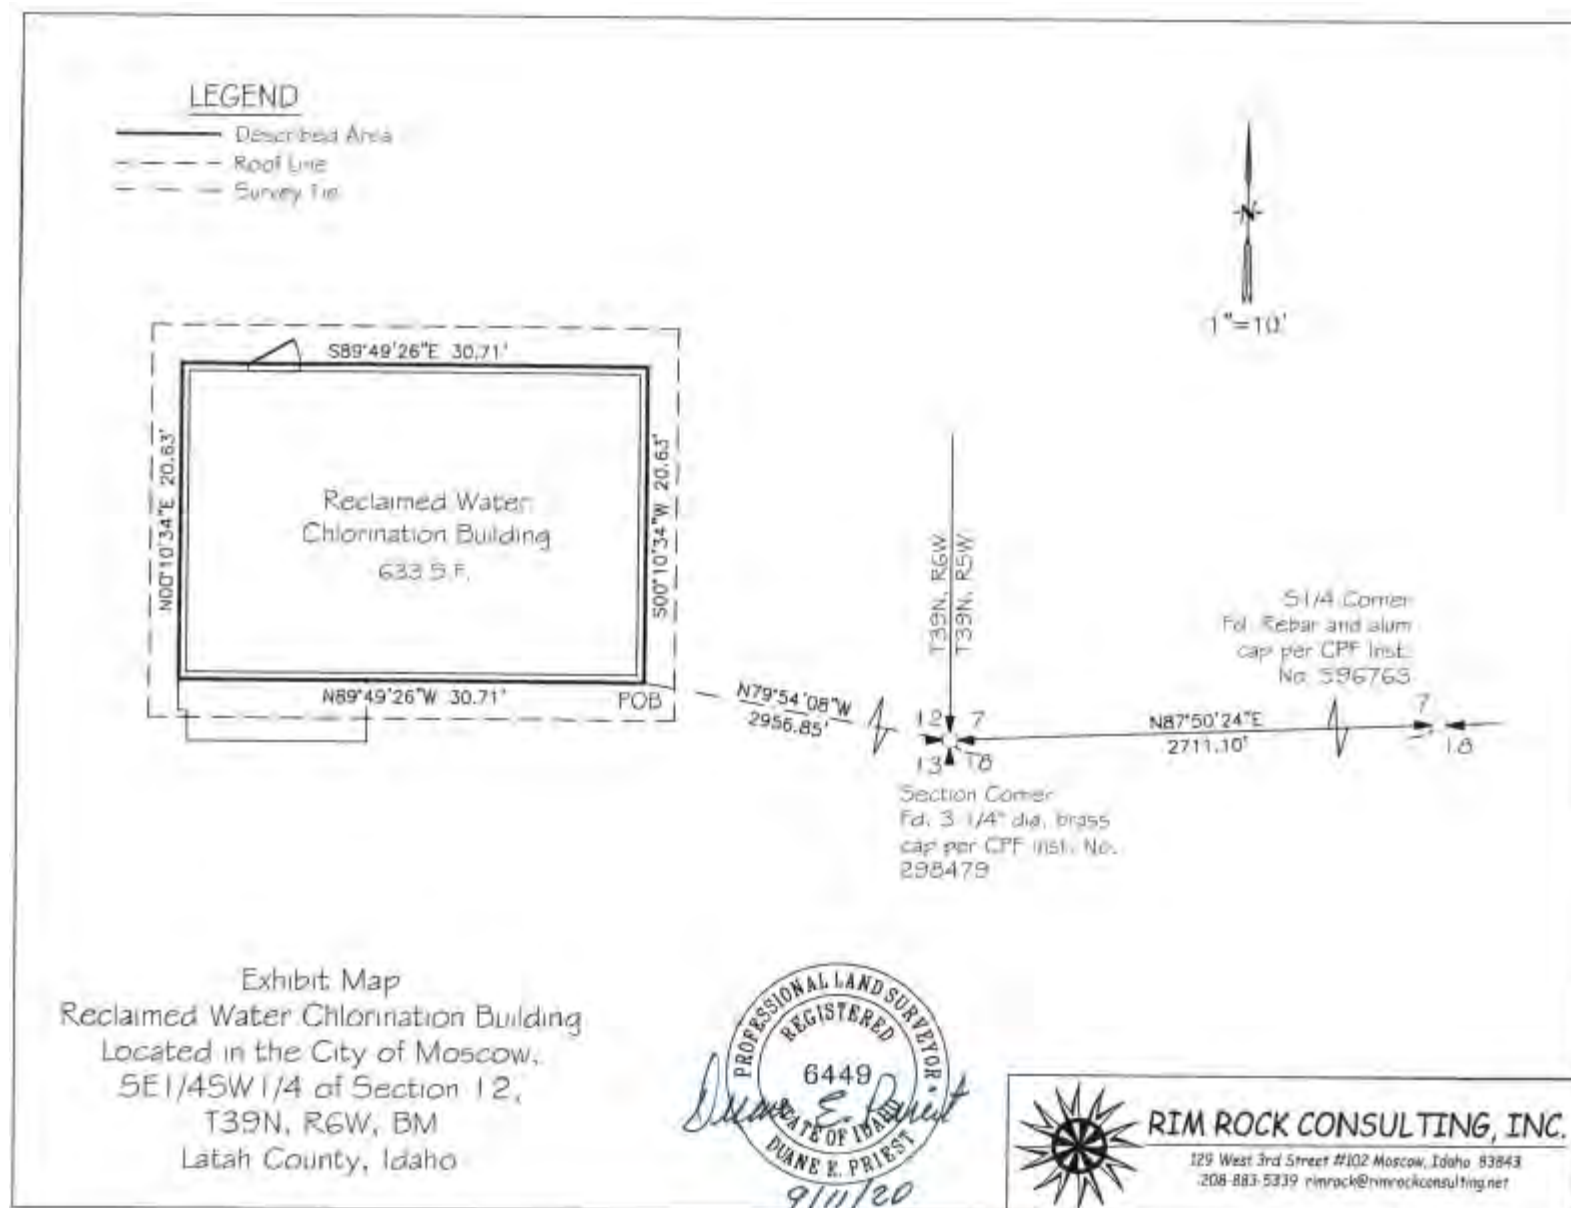 LEGEND
Described Area
Roof Line
Survey Tie
N
1"=10'
S89°49'26"E 30.71'
N00°10'34"E 20.63'
S00°10'34"W 20.63'
Reclaimed Water
Chlorination Building
633 S.F.
N89°49'26"W 30.71'
POB
N79°54'08"W
2956.85'
T39N, R6W
T39N, R5W
12 7
13 18
Section Corner
Fd. 3 1/4" dia. brass
cap per CPF Inst. No.
298479
S1/4 Corner
Fd. Rebar and alum
cap per CPF Inst.
No. 596763
N87°50'24"E
2711.10'
7
18
Exhibit Map
Reclaimed Water Chlorination Building
Located in the City of Moscow,
SE1/4SW1/4 of Section 12,
T39N, R6W, BM
Latah County, Idaho
PROFESSIONAL LAND SURVEYOR
REGISTERED
6449
STATE OF IDAHO
DUANE E. PRIEST
Duane E. Priest
9/11/20
RIM ROCK CONSULTING, INC.
129 West 3rd Street #102 Moscow, Idaho 83843
208-883-5339 rimrock@rimrockconsulting.net